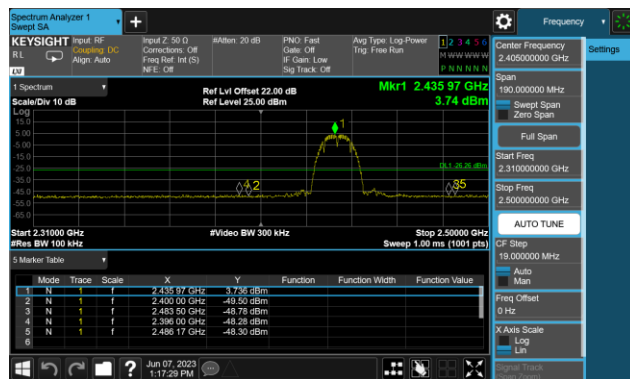 Spectrum Analyzer 1
Swept SA
Frequency
KEYSIGHT
R L
LXI
Input: RF
Coupling: DC
Align: Auto
Input Z: 50 Ω
Corrections: Off
Freq Ref: Int (S)
NFE: Off
#Atten: 20 dB
PNO: Fast
Gate: Off
IF Gain: Low
Sig Track: Off
Avg Type: Log-Power
Trig: Free Run
1 2 3 4 5 6
M W W W W W
P N N N N N
1 Spectrum
Scale/Div 10 dB
Ref Lvl Offset 22.00 dB
Ref Level 25.00 dBm
Mkr1 2.435 97 GHz
3.74 dBm
Log
15.0
5.00
-5.00
-15.0
-25.0
-35.0
-45.0
-55.0
-65.0
1
DL1 -26.26 dBm
4 2
3 5
Start 2.31000 GHz
#Res BW 100 kHz
#Video BW 300 kHz
Stop 2.50000 GHz
Sweep 1.00 ms (1001 pts)
5 Marker Table
Mode Trace Scale X Y Function Function Width Function Value
1 N 1 f 2.435 97 GHz 3.736 dBm
2 N 1 f 2.400 00 GHz -49.50 dBm
3 N 1 f 2.483 50 GHz -48.78 dBm
4 N 1 f 2.396 00 GHz -48.28 dBm
5 N 1 f 2.486 17 GHz -48.30 dBm
6
?
Jun 07, 2023
1:17:29 PM
Center Frequency
2.405000000 GHz
Span
190.000000 MHz
Swept Span
Zero Span
Full Span
Start Freq
2.310000000 GHz
Stop Freq
2.500000000 GHz
AUTO TUNE
CF Step
19.000000 MHz
Auto
Man
Freq Offset
0 Hz
X Axis Scale
Log
Lin
Signal Track
(Span Zoom)
Settings